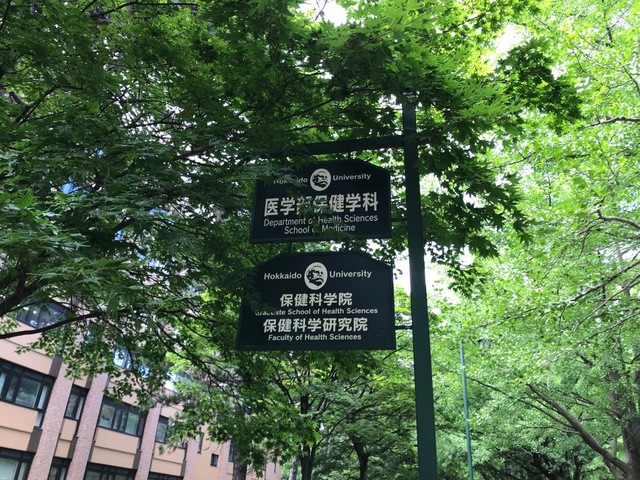 Hokkaido University
医学部保健学科
Department of Health Sciences
School of Medicine
Hokkaido University
保健科学院
Graduate School of Health Sciences
保健科学研究院
Faculty of Health Sciences